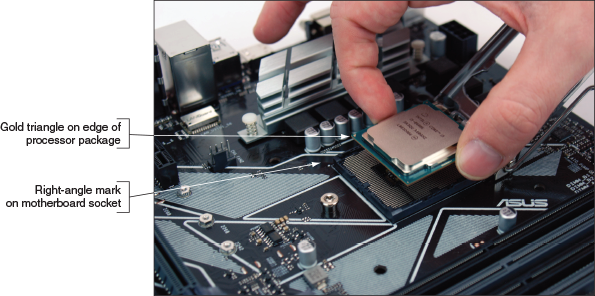 Gold triangle on edge of
processor package
Right-angle mark
on motherboard socket
ASUS